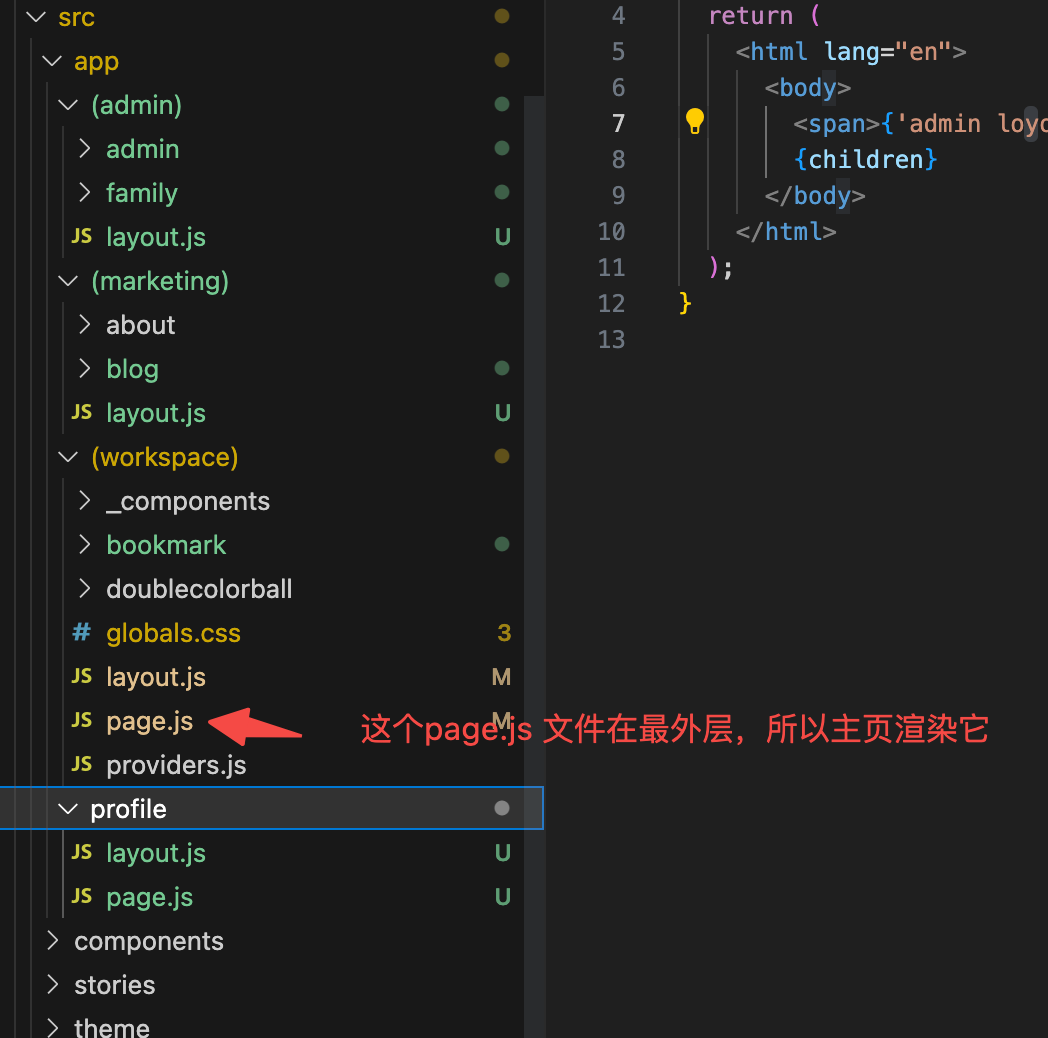 src
app
(admin)
admin
family
JS layout.js U
(marketing)
about
blog
JS layout.js U
(workspace)
_components
bookmark
doublecolorball
# globals.css 3
JS layout.js M
JS page.js M
这个page.js 文件在最外层，所以主页渲染它
JS providers.js
profile
JS layout.js U
JS page.js U
components
stories
theme
4 return (
5 <html lang="en">
6 <body>
7 <span>{'admin layo
8 {children}
9 </body>
10 </html>
11 );
12 }
13